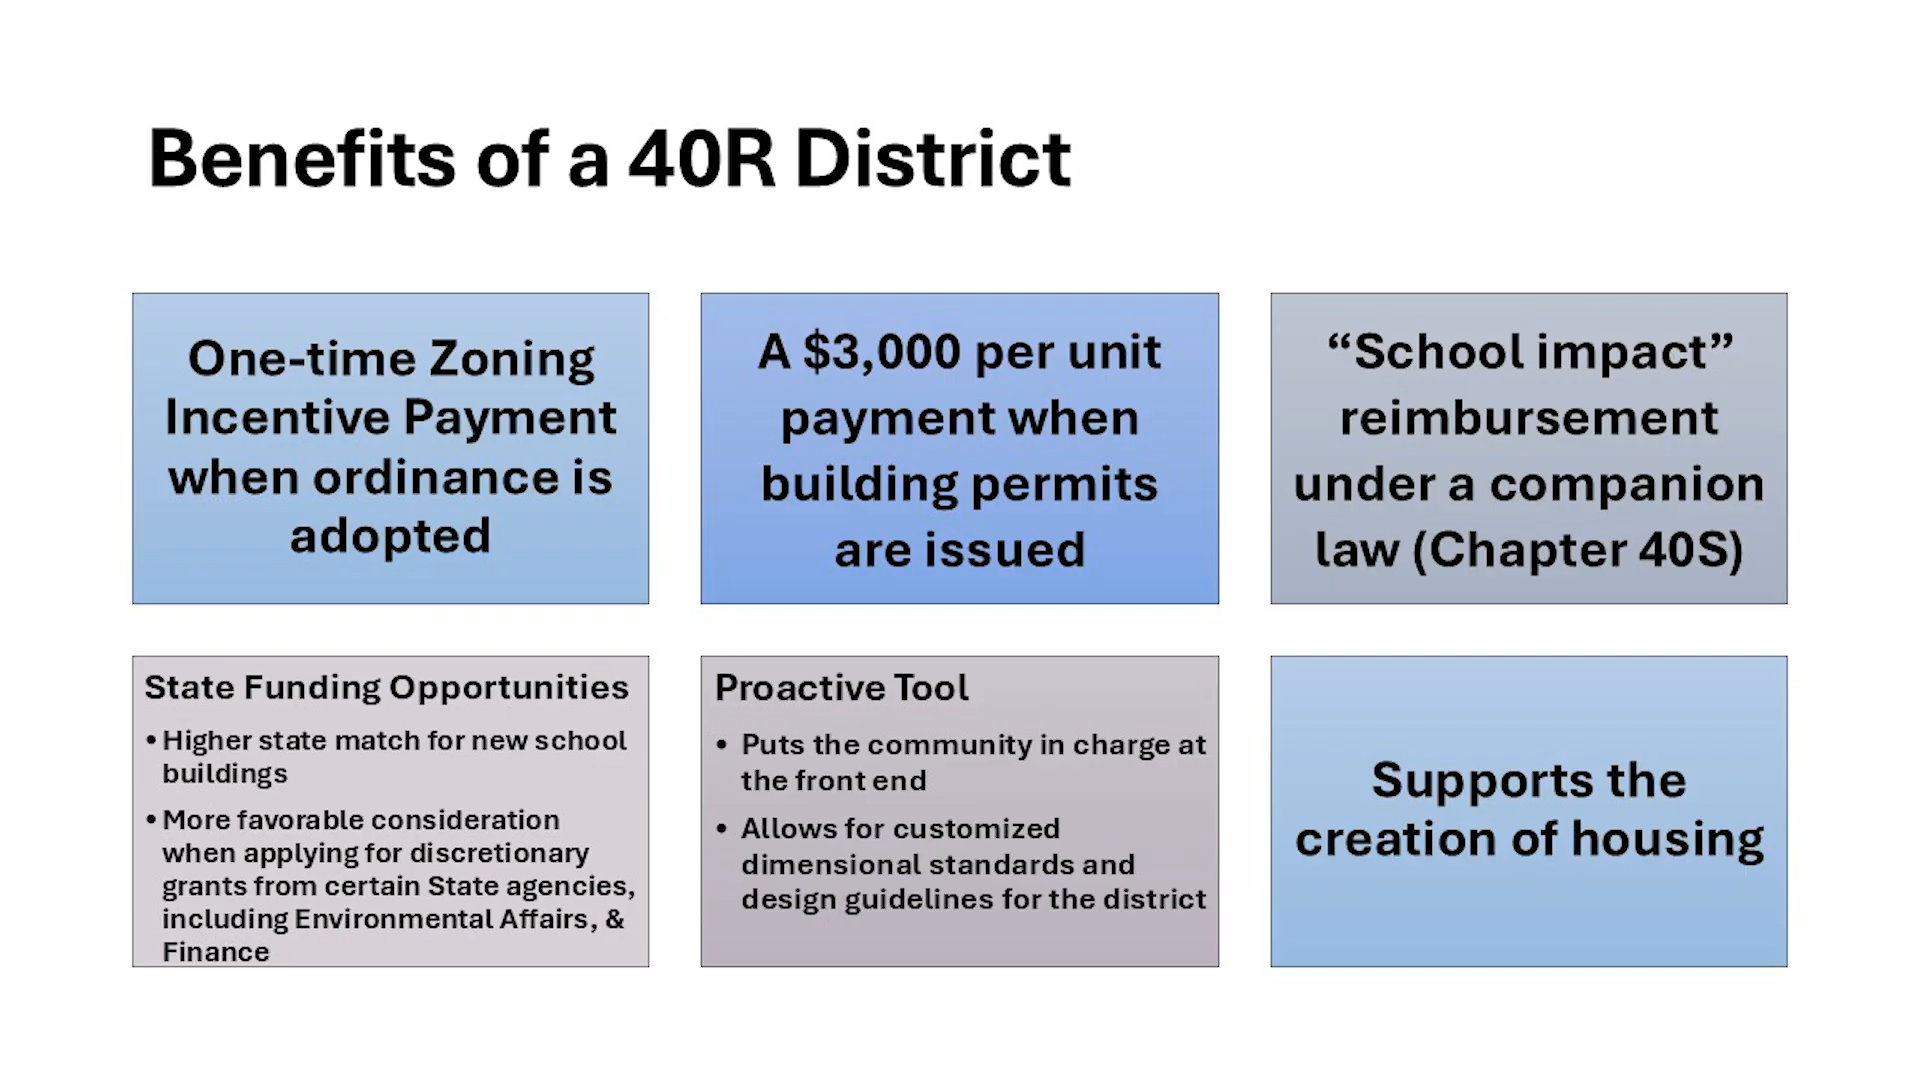 Benefits of a 40R District
One-time Zoning
Incentive Payment
when ordinance is
adopted
A $3,000 per unit
payment when
building permits
are issued
“School impact”
reimbursement
under a companion
law (Chapter 40S)
State Funding Opportunities
• Higher state match for new school
buildings
• More favorable consideration
when applying for discretionary
grants from certain State agencies,
including Environmental Affairs, &
Finance
Proactive Tool
• Puts the community in charge at
the front end
• Allows for customized
dimensional standards and
design guidelines for the district
Supports the
creation of housing